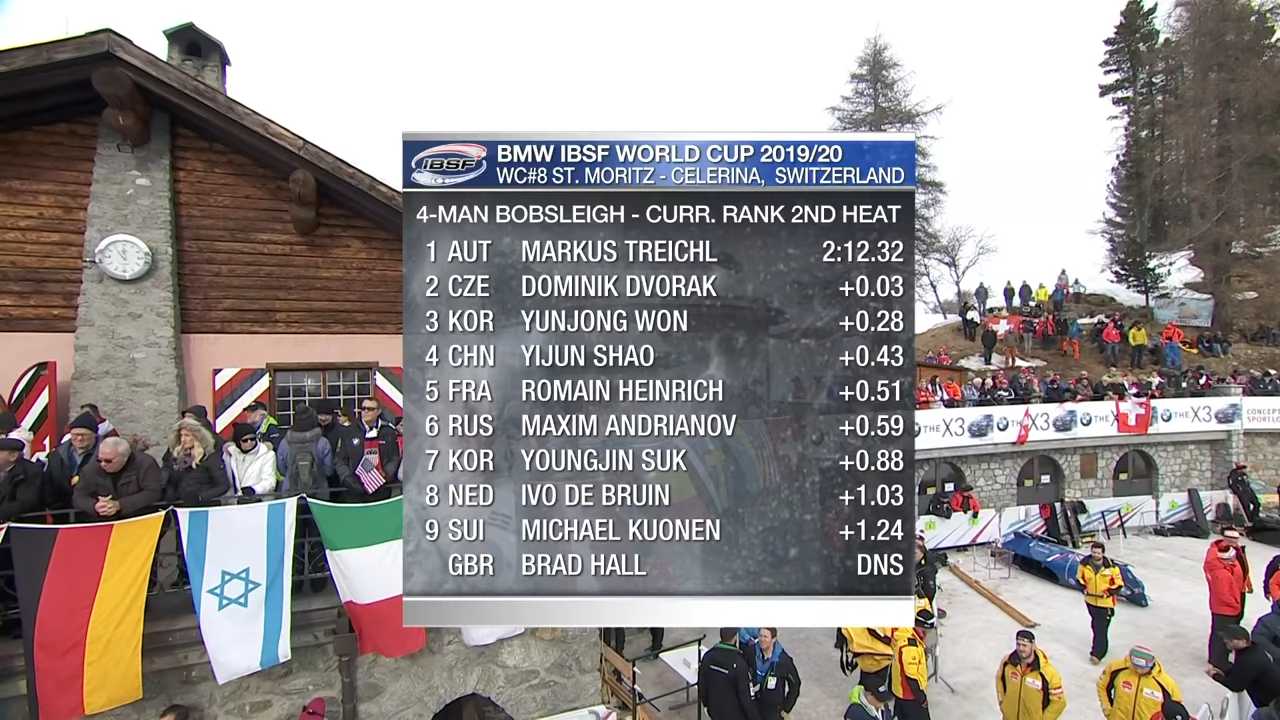 IBSF
BMW IBSF WORLD CUP 2019/20
WC#8 ST. MORITZ - CELERINA, SWITZERLAND
4-MAN BOBSLEIGH - CURR. RANK 2ND HEAT
1 AUT MARKUS TREICHL 2:12.32
2 CZE DOMINIK DVORAK +0.03
3 KOR YUNJONG WON +0.28
4 CHN YIJUN SHAO +0.43
5 FRA ROMAIN HEINRICH +0.51
6 RUS MAXIM ANDRIANOV +0.59
7 KOR YOUNGJIN SUK +0.88
8 NED IVO DE BRUIN +1.03
9 SUI MICHAEL KUONEN +1.24
GBR BRAD HALL DNS
THE X3 THE X3 THE X3 CONCEPT